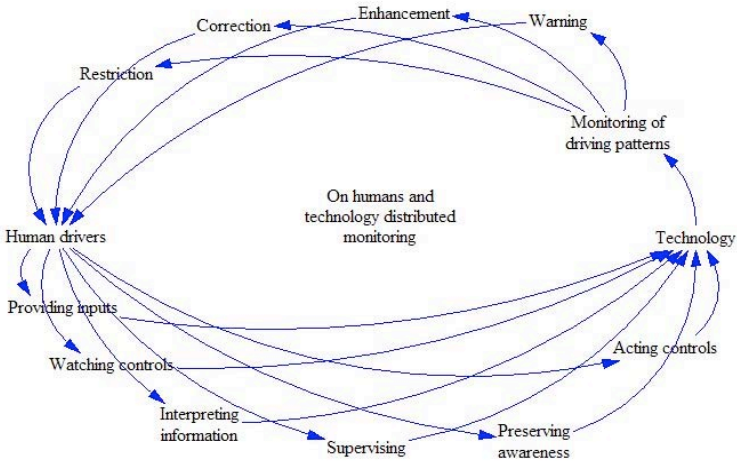 Enhancement
Warning
Correction
Restriction
Monitoring of
driving patterns
On humans and
technology distributed
monitoring
Human drivers
Technology
Providing inputs
Watching controls
Acting controls
Interpreting
information
Supervising
Preserving
awareness